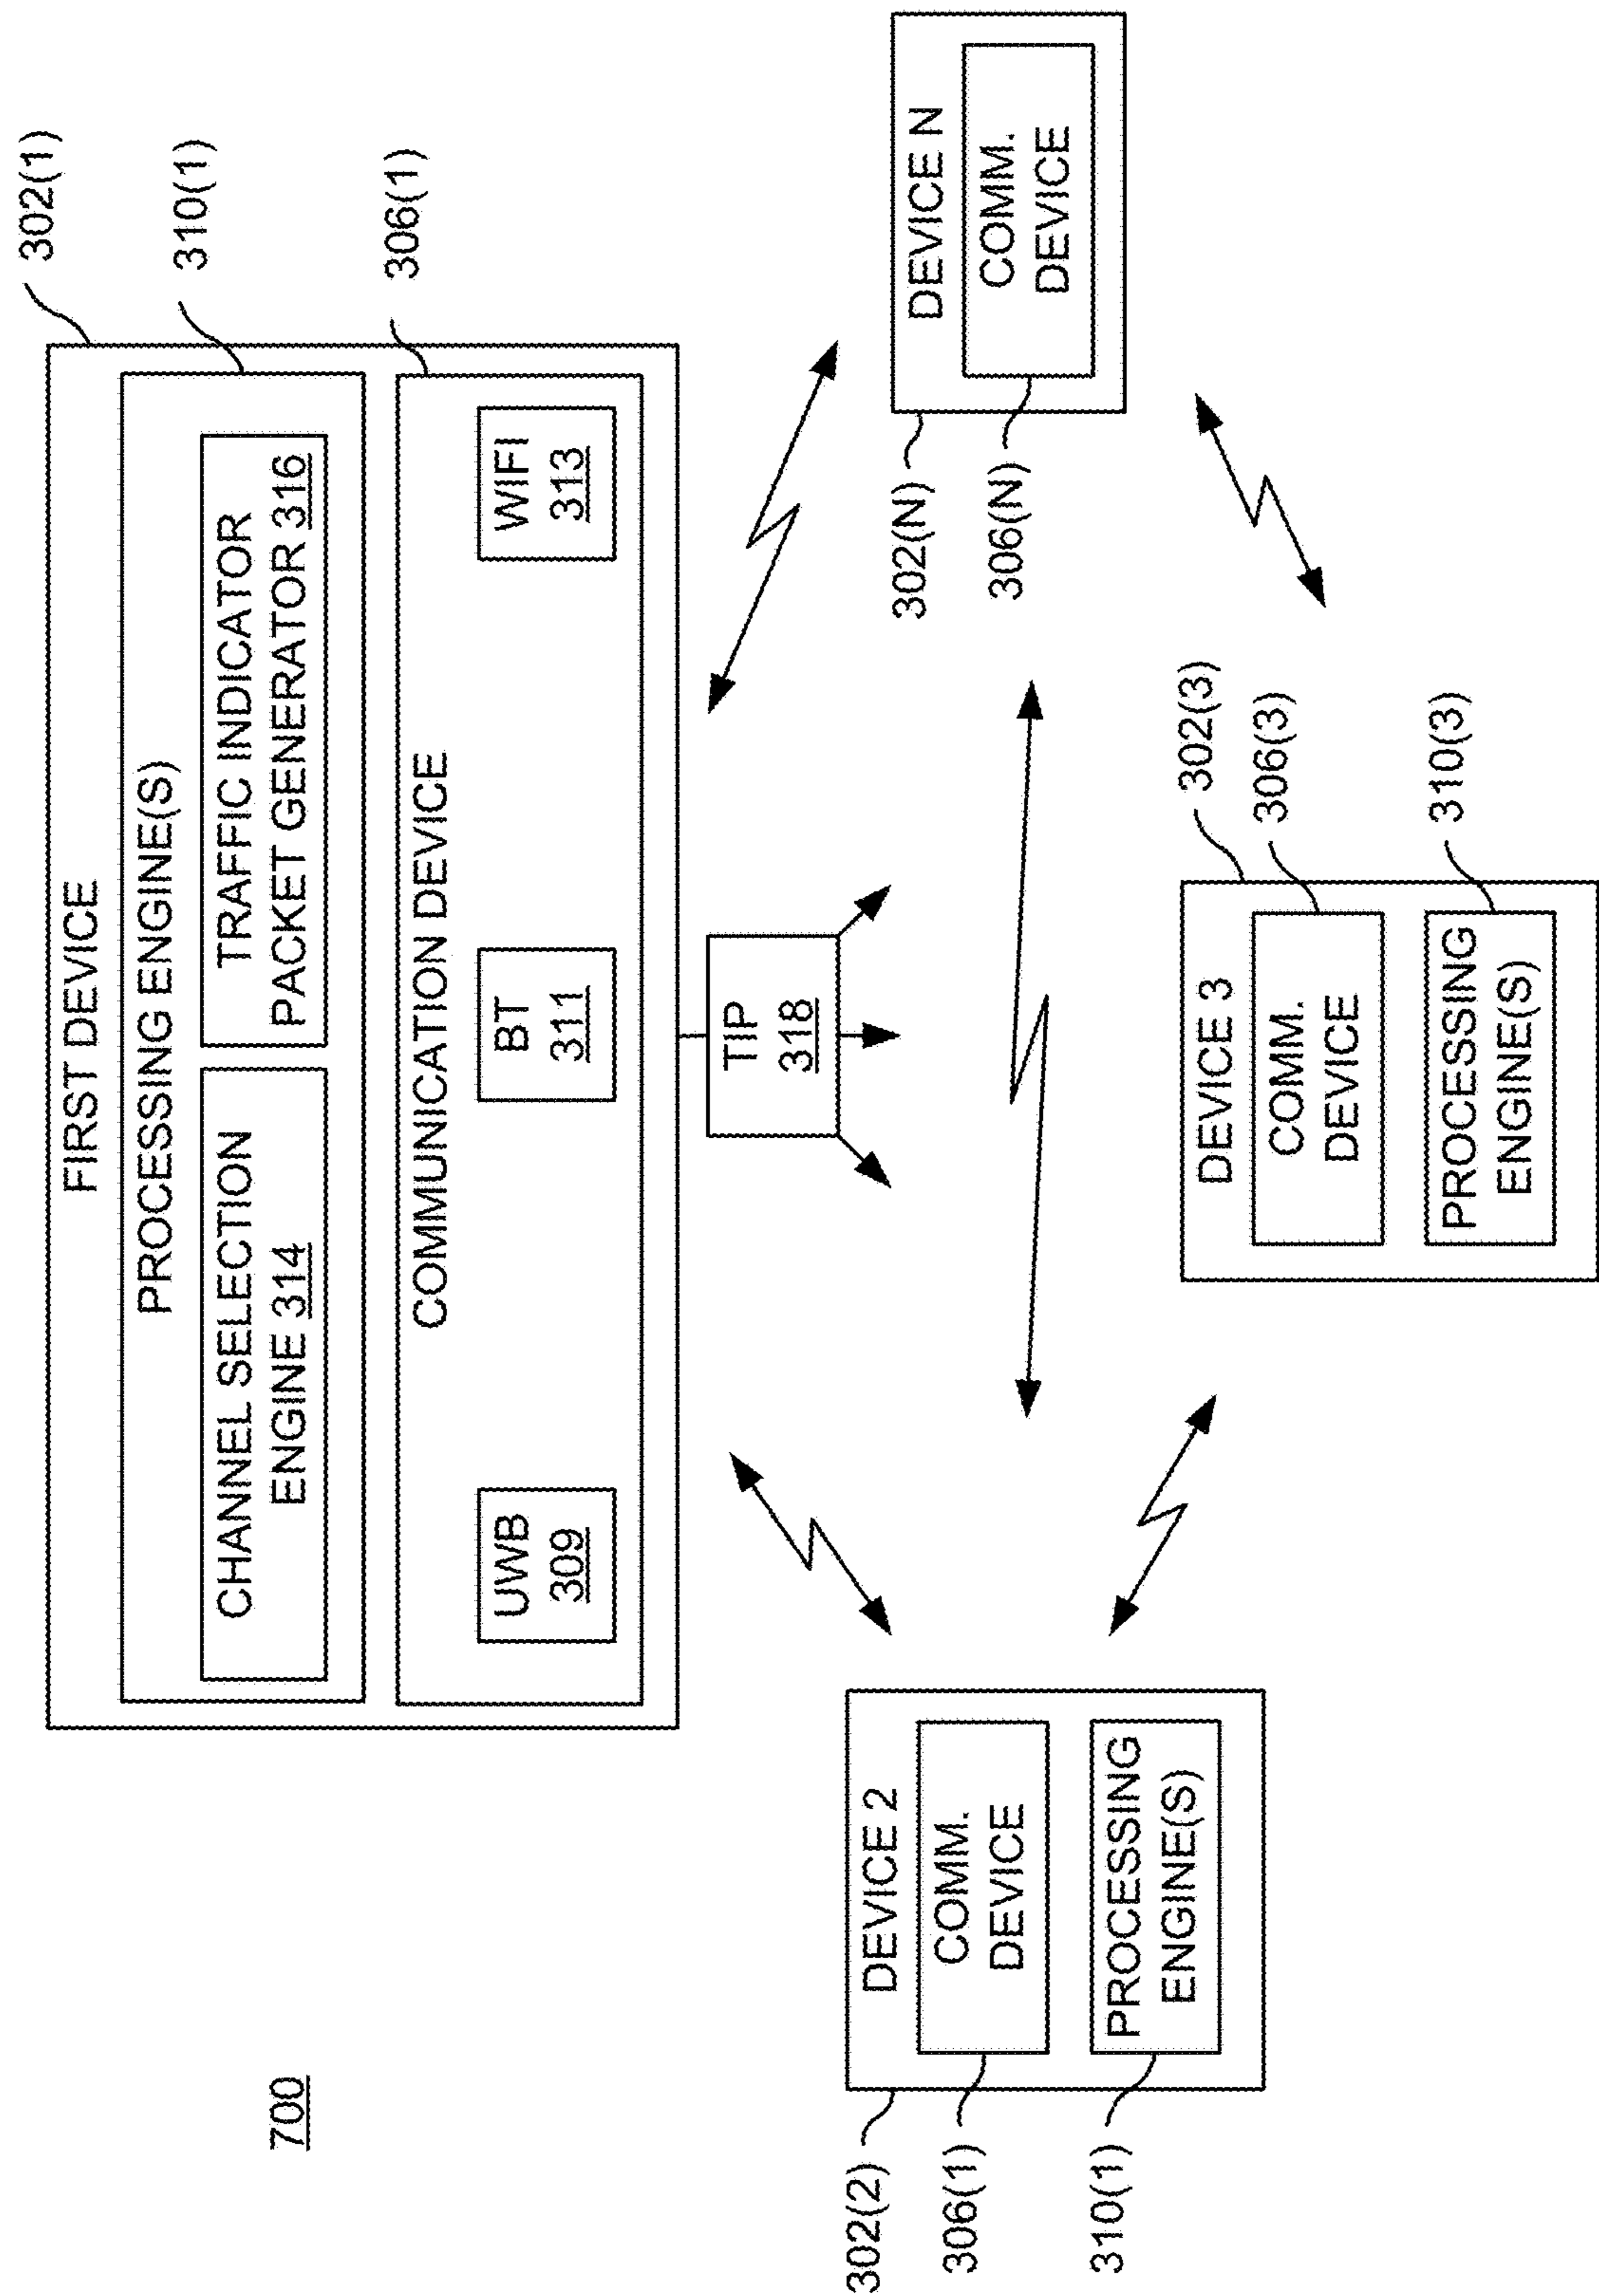 700
302(1)
310(1)
306(1)
FIRST DEVICE
PROCESSING ENGINE(S)
CHANNEL SELECTION
ENGINE 314
TRAFFIC INDICATOR
PACKET GENERATOR 316
COMMUNICATION DEVICE
UWB
309
BT
311
WIFI
313
TIP
318
DEVICE 2
COMM.
DEVICE
PROCESSING
ENGINE(S)
302(2)
306(1)
310(1)
DEVICE 3
COMM.
DEVICE
PROCESSING
ENGINE(S)
302(3)
306(3)
310(3)
DEVICE N
COMM.
DEVICE
302(N)
306(N)